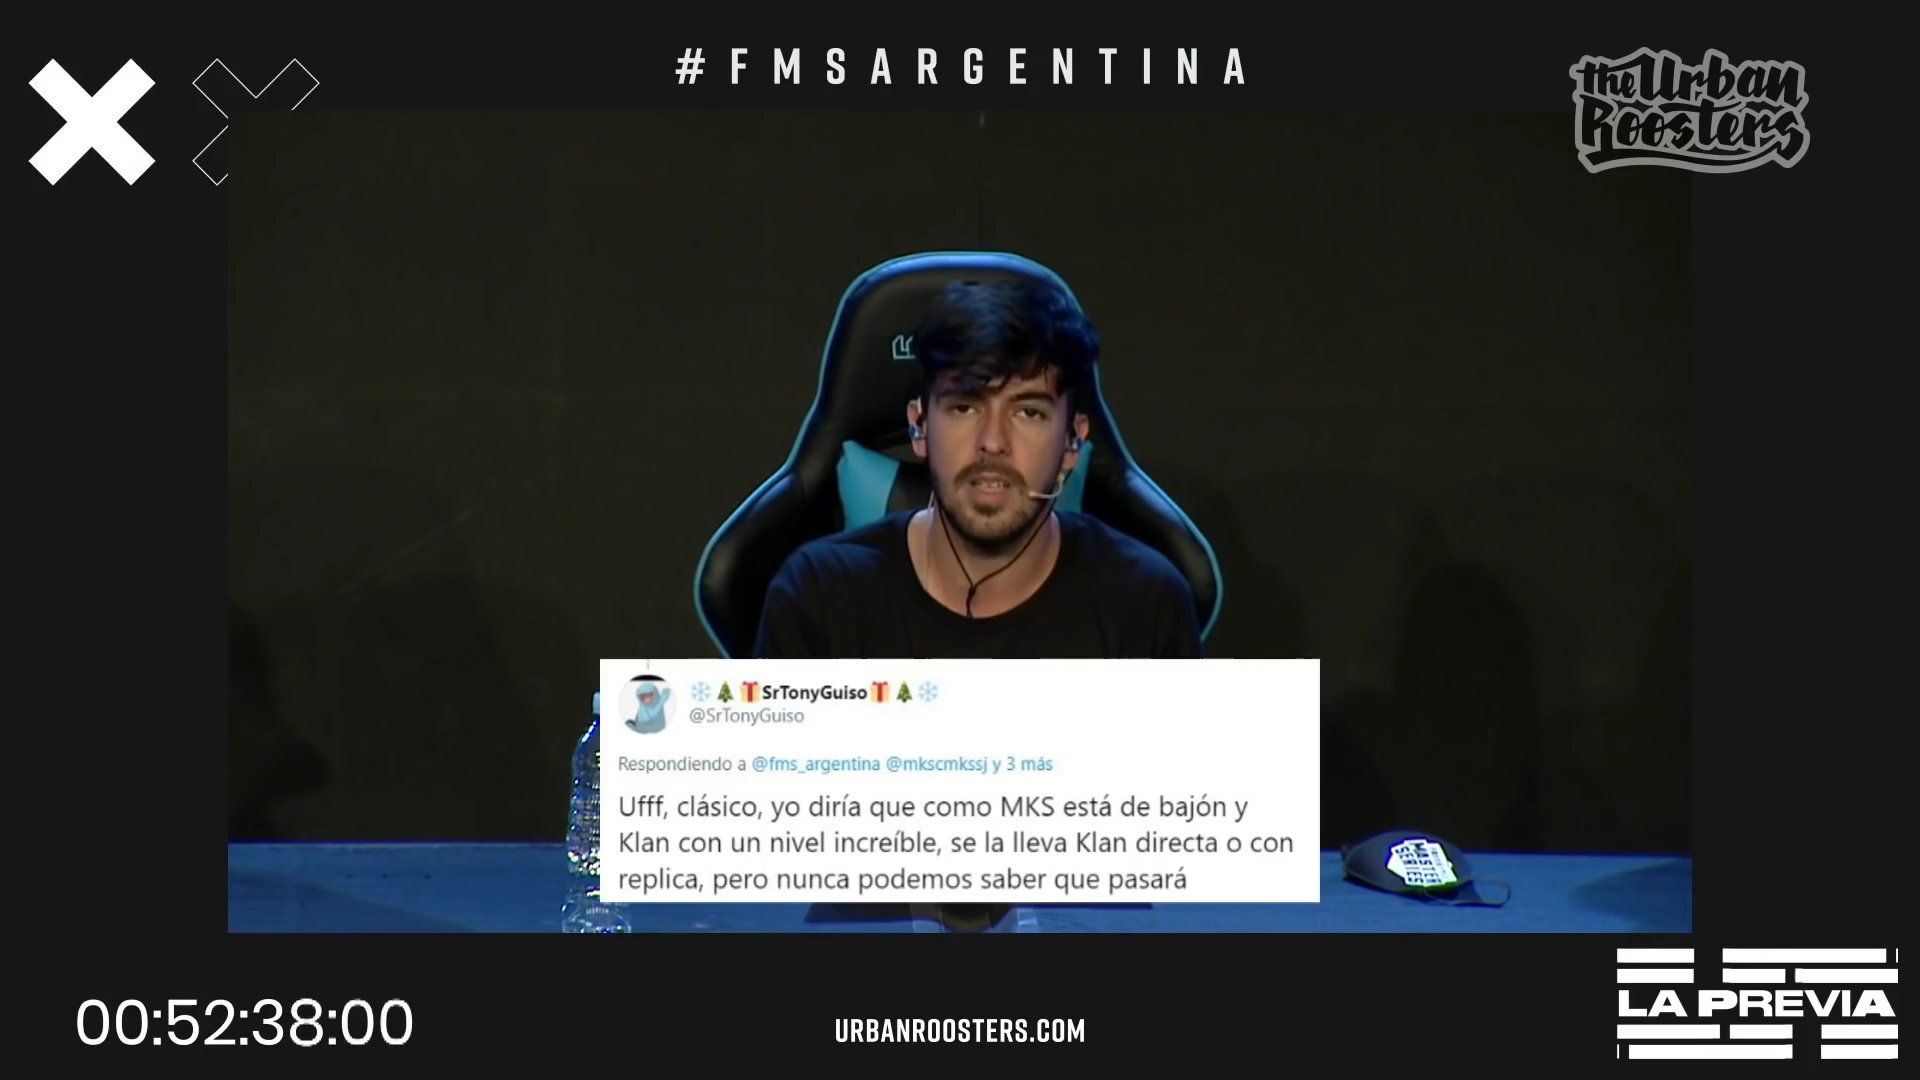 #FMSARGENTINA
the Urban
Roosters
SrTonyGuiso
@SrTonyGuiso
Respondiendo a @fms_argentina @mkscmkssj y 3 más
Ufff, clásico, yo diría que como MKS está de bajón y
Klan con un nivel increíble, se la lleva Klan directa o con
replica, pero nunca podemos saber que pasará
MASTER
SERIES
00:52:38:00
URBANROOSTERS.COM
LA PREVIA